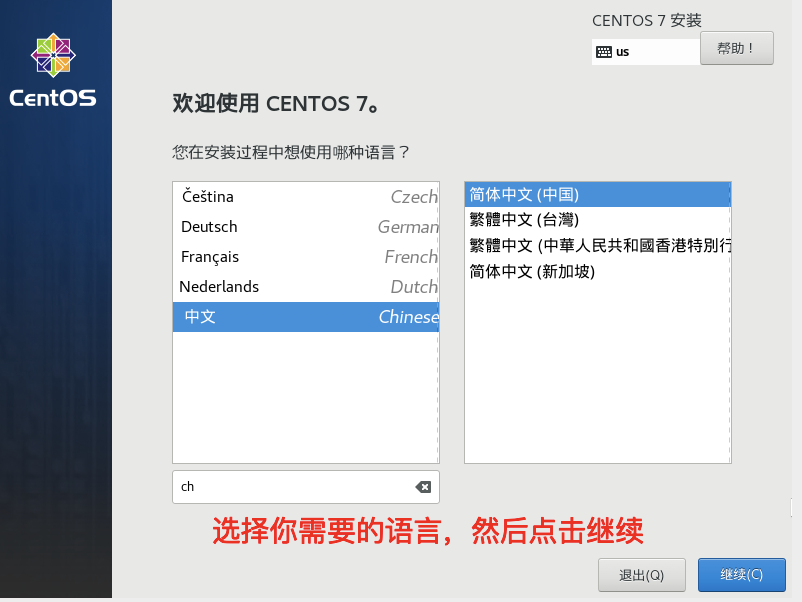 CentOS
CENTOS 7 安装
us
帮助！
欢迎使用 CENTOS 7。
您在安装过程中想使用哪种语言？
Čeština Czech
Deutsch German
Français French
Nederlands Dutch
中文 Chinese
简体中文 (中国)
繁體中文 (台灣)
繁體中文 (中華人民共和國香港特別行
简体中文 (新加坡)
ch
选择你需要的语言，然后点击继续
退出(Q)
继续(C)